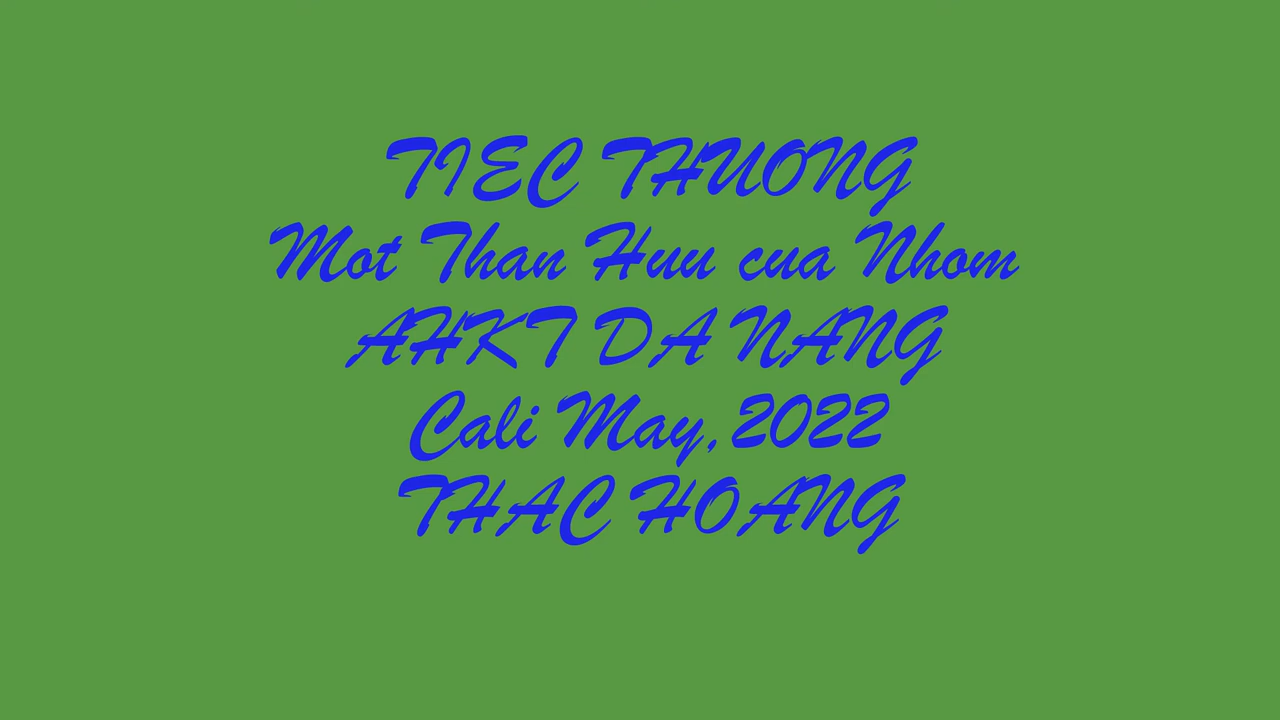 TIEC THUONG
Mot Than Huu cua Nhom
AHKT DA NANG
Cali May, 2022
THAC HOANG